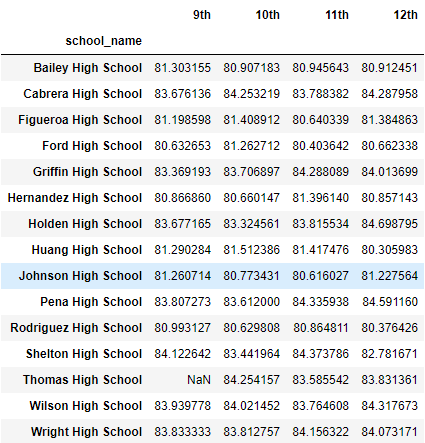 9th 10th 11th 12th
school_name
Bailey High School 81.303155 80.907183 80.945643 80.912451
Cabrera High School 83.676136 84.253219 83.788382 84.287958
Figueroa High School 81.198598 81.408912 80.640339 81.384863
Ford High School 80.632653 81.262712 80.403642 80.662338
Griffin High School 83.369193 83.706897 84.288089 84.013699
Hernandez High School 80.866860 80.660147 81.396140 80.857143
Holden High School 83.677165 83.324561 83.815534 84.698795
Huang High School 81.290284 81.512386 81.417476 80.305983
Johnson High School 81.260714 80.773431 80.616027 81.227564
Pena High School 83.807273 83.612000 84.335938 84.591160
Rodriguez High School 80.993127 80.629808 80.864811 80.376426
Shelton High School 84.122642 83.441964 84.373786 82.781671
Thomas High School NaN 84.254157 83.585542 83.831361
Wilson High School 83.939778 84.021452 83.764608 84.317673
Wright High School 83.833333 83.812757 84.156322 84.073171